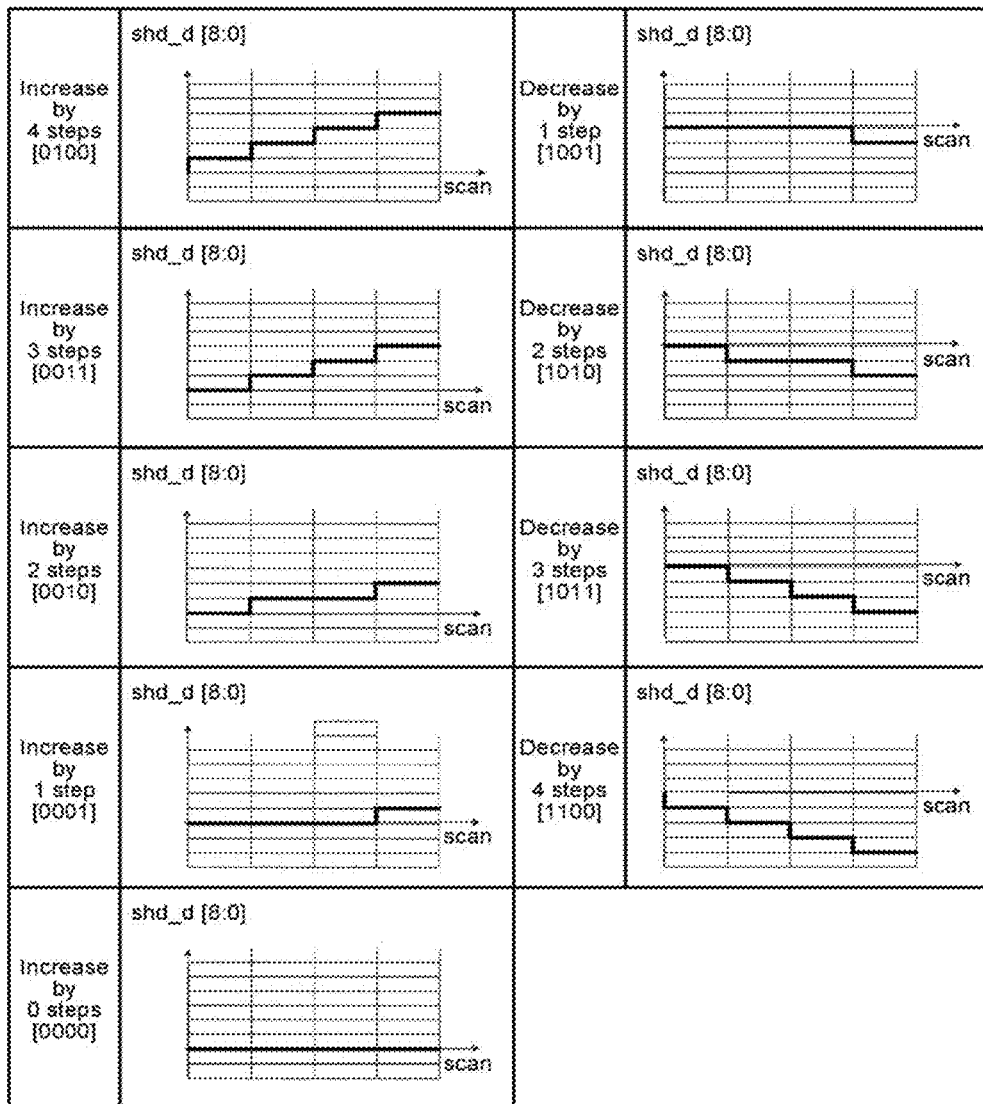 Increase
by
4 steps
[0100]
shd_d [8:0]
scan
Decrease
by
1 step
[1001]
shd_d [8:0]
scan
Increase
by
3 steps
[0011]
shd_d [8:0]
scan
Decrease
by
2 steps
[1010]
shd_d [8:0]
scan
Increase
by
2 steps
[0010]
shd_d [8:0]
scan
Decrease
by
3 steps
[1011]
shd_d [8:0]
scan
Increase
by
1 step
[0001]
shd_d [8:0]
scan
Decrease
by
4 steps
[1100]
shd_d [8:0]
scan
Increase
by
0 steps
[0000]
shd_d [8:0]
scan